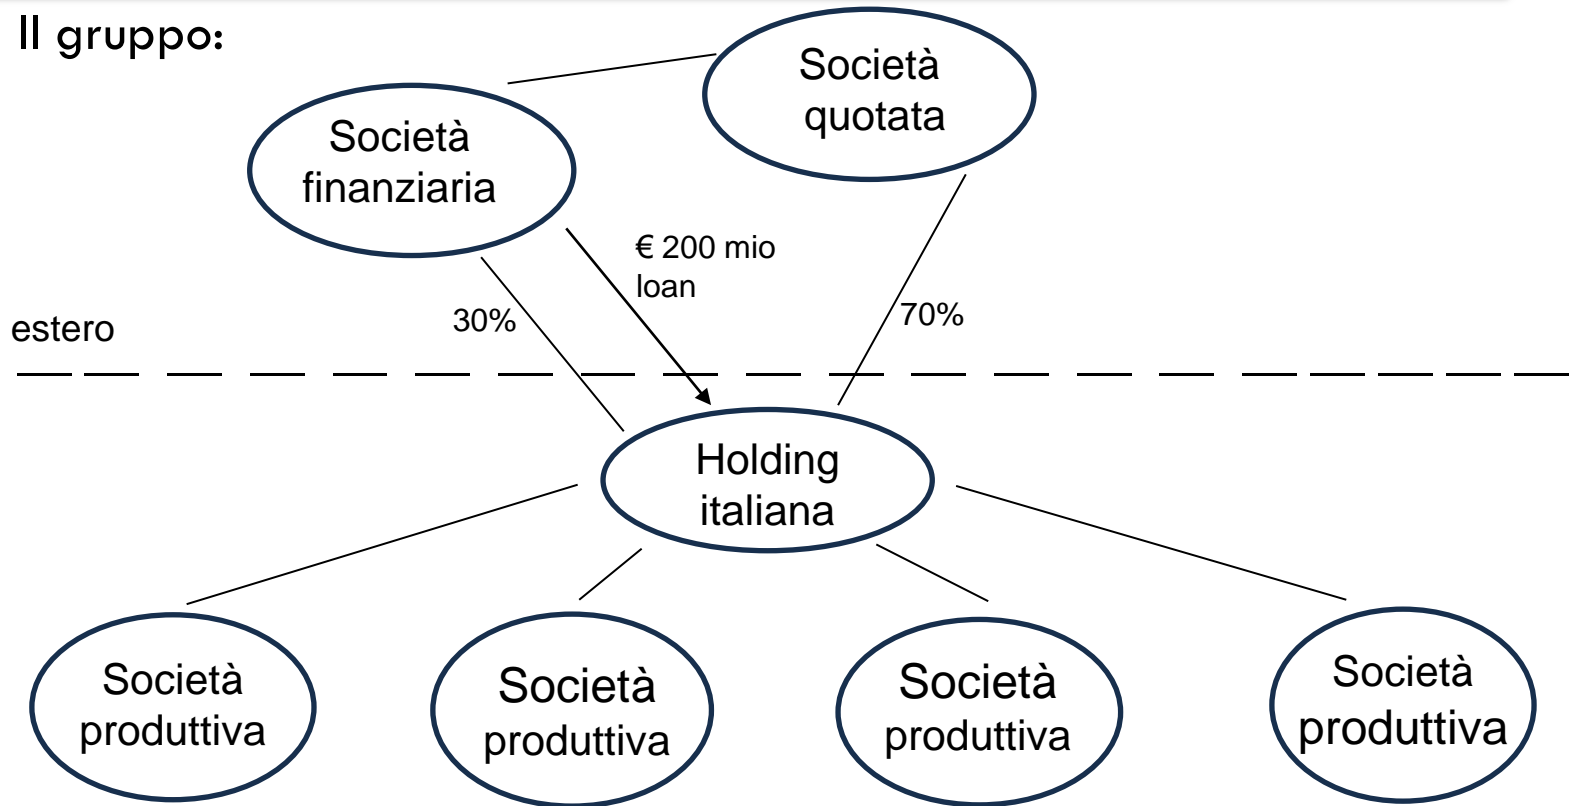 Il gruppo:
Società
quotata
Società
finanziaria
€ 200 mio
loan
30%
70%
estero
Holding
italiana
Società
produttiva
Società
produttiva
Società
produttiva
Società
produttiva